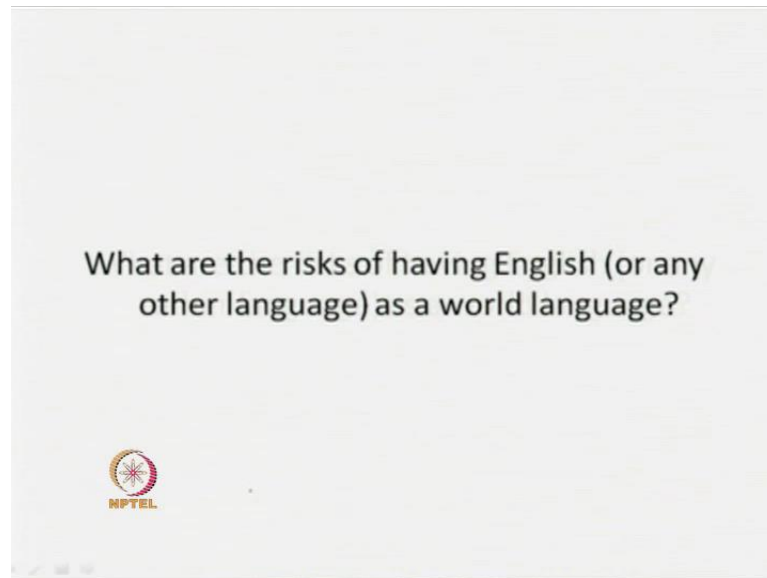 What are the risks of having English (or any
other language) as a world language?
NPTEL